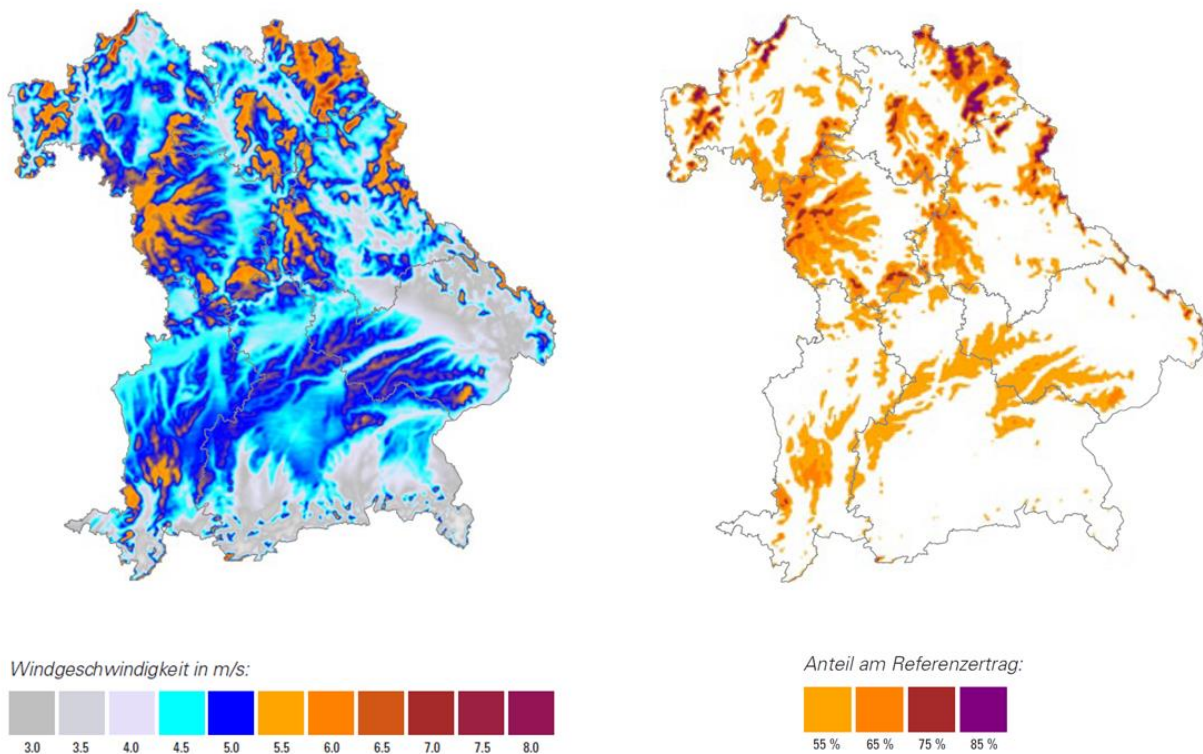 Windgeschwindigkeit in m/s:
3.0 3.5 4.0 4.5 5.0 5.5 6.0 6.5 7.0 7.5 8.0
Anteil am Referenzertrag:
55 % 65 % 75 % 85 %